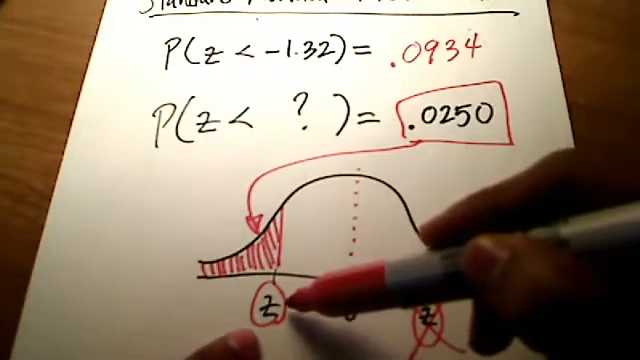 P(z < -1.32) = .0934
P(z < ? ) = .0250
z
z